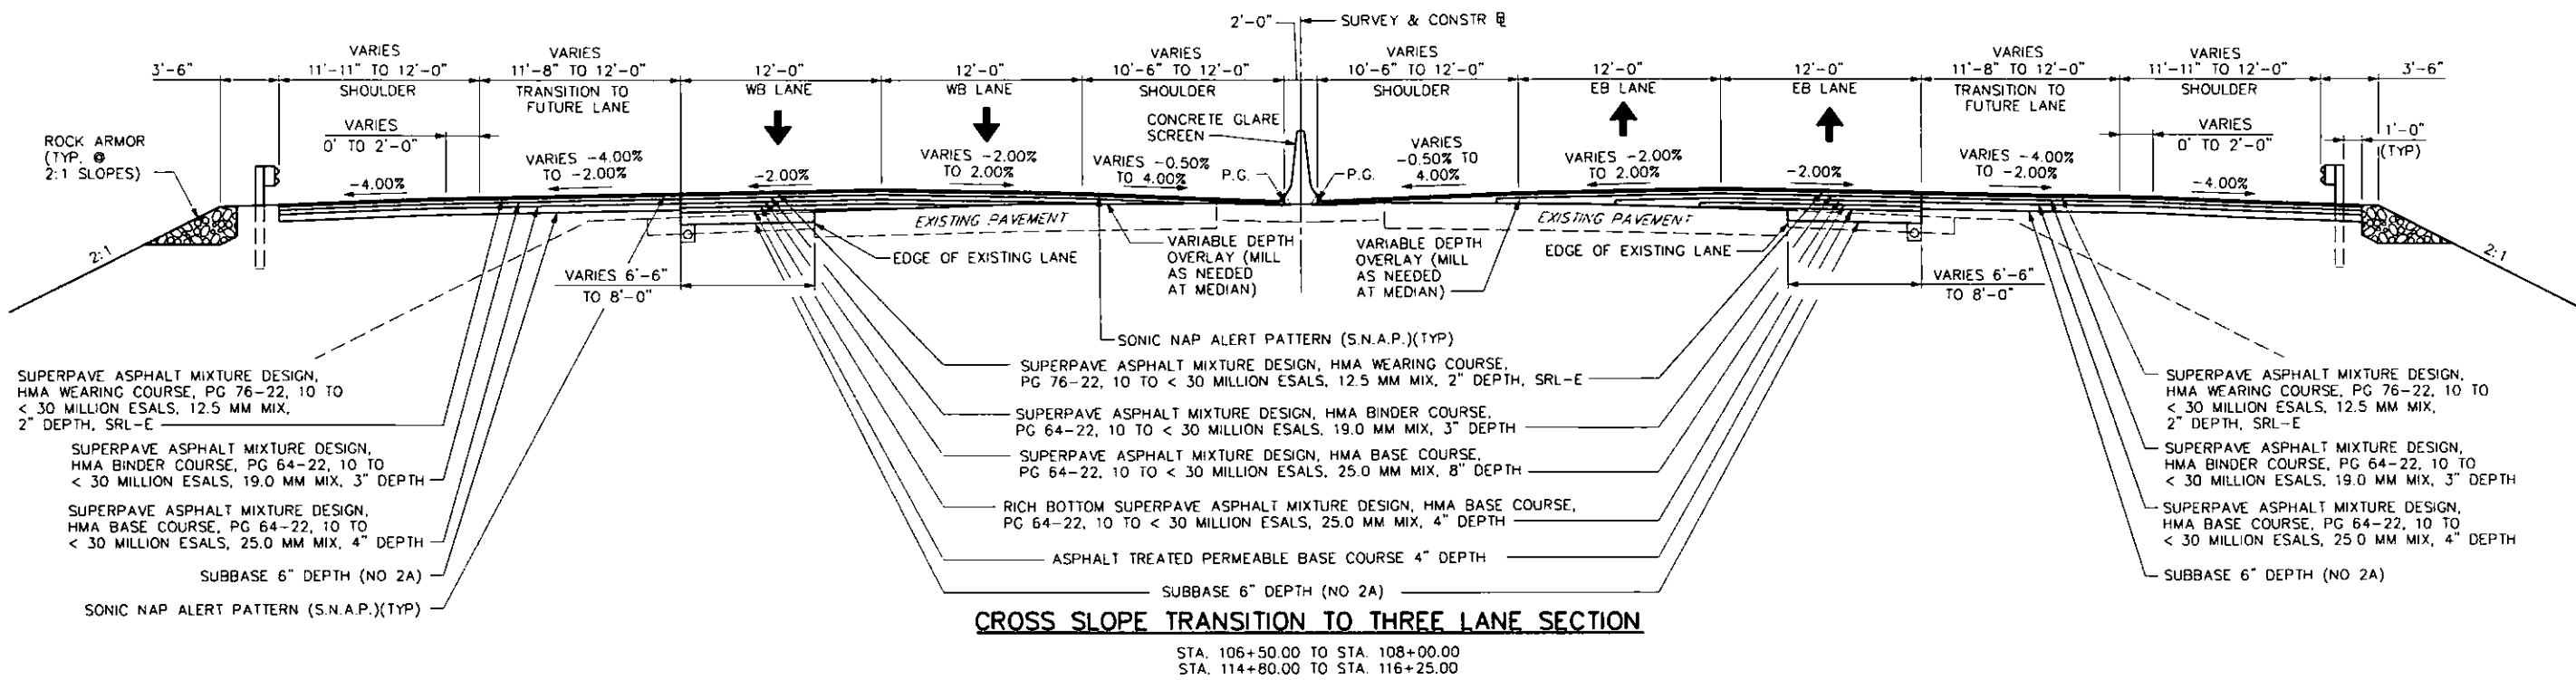 2'-0"
SURVEY & CONSTR ℄
3'-6"
VARIES
11'-11" TO 12'-0"
SHOULDER
VARIES
11'-8" TO 12'-0"
TRANSITION TO
FUTURE LANE
12'-0"
WB LANE
12'-0"
WB LANE
VARIES
10'-6" TO 12'-0"
SHOULDER
VARIES
10'-6" TO 12'-0"
SHOULDER
12'-0"
EB LANE
12'-0"
EB LANE
VARIES
11'-8" TO 12'-0"
TRANSITION TO
FUTURE LANE
VARIES
11'-11" TO 12'-0"
SHOULDER
3'-6"
ROCK ARMOR
(TYP. @
2:1 SLOPES)
VARIES
0' TO 2'-0"
-4.00%
VARIES -4.00%
TO -2.00%
-2.00%
VARIES -2.00%
TO 2.00%
VARIES -0.50%
TO 4.00%
CONCRETE GLARE
SCREEN
P.G.
P.G.
VARIES
-0.50% TO
4.00%
VARIES -2.00%
TO 2.00%
-2.00%
VARIES -4.00%
TO -2.00%
VARIES
0' TO 2'-0"
-4.00%
1'-0"
(TYP)
2:1
EXISTING PAVEMENT
EXISTING PAVEMENT
2:1
VARIES 6'-6"
TO 8'-0"
EDGE OF EXISTING LANE
VARIABLE DEPTH
OVERLAY (MILL
AS NEEDED
AT MEDIAN)
VARIABLE DEPTH
OVERLAY (MILL
AS NEEDED
AT MEDIAN)
EDGE OF EXISTING LANE
VARIES 6'-6"
TO 8'-0"
SONIC NAP ALERT PATTERN (S.N.A.P.)(TYP)
SUPERPAVE ASPHALT MIXTURE DESIGN, HMA WEARING COURSE,
PG 76-22, 10 TO < 30 MILLION ESALS, 12.5 MM MIX, 2" DEPTH, SRL-E
SUPERPAVE ASPHALT MIXTURE DESIGN, HMA BINDER COURSE,
PG 64-22, 10 TO < 30 MILLION ESALS, 19.0 MM MIX, 3" DEPTH
SUPERPAVE ASPHALT MIXTURE DESIGN, HMA BASE COURSE,
PG 64-22, 10 TO < 30 MILLION ESALS, 25.0 MM MIX, 8" DEPTH
RICH BOTTOM SUPERPAVE ASPHALT MIXTURE DESIGN, HMA BASE COURSE,
PG 64-22, 10 TO < 30 MILLION ESALS, 25.0 MM MIX, 4" DEPTH
ASPHALT TREATED PERMEABLE BASE COURSE 4" DEPTH
SUBBASE 6" DEPTH (NO 2A)
SUPERPAVE ASPHALT MIXTURE DESIGN,
HMA WEARING COURSE, PG 76-22, 10 TO
< 30 MILLION ESALS, 12.5 MM MIX,
2" DEPTH, SRL-E
SUPERPAVE ASPHALT MIXTURE DESIGN,
HMA BINDER COURSE, PG 64-22, 10 TO
< 30 MILLION ESALS, 19.0 MM MIX, 3" DEPTH
SUPERPAVE ASPHALT MIXTURE DESIGN,
HMA BASE COURSE, PG 64-22, 10 TO
< 30 MILLION ESALS, 25.0 MM MIX, 4" DEPTH
SUBBASE 6" DEPTH (NO 2A)
SONIC NAP ALERT PATTERN (S.N.A.P.)(TYP)
SUPERPAVE ASPHALT MIXTURE DESIGN,
HMA WEARING COURSE, PG 76-22, 10 TO
< 30 MILLION ESALS, 12.5 MM MIX,
2" DEPTH, SRL-E
SUPERPAVE ASPHALT MIXTURE DESIGN,
HMA BINDER COURSE, PG 64-22, 10 TO
< 30 MILLION ESALS, 19.0 MM MIX, 3" DEPTH
SUPERPAVE ASPHALT MIXTURE DESIGN,
HMA BASE COURSE, PG 64-22, 10 TO
< 30 MILLION ESALS, 25 0 MM MIX, 4" DEPTH
SUBBASE 6" DEPTH (NO 2A)
CROSS SLOPE TRANSITION TO THREE LANE SECTION
STA. 106+50.00 TO STA. 108+00.00
STA. 114+80.00 TO STA. 116+25.00